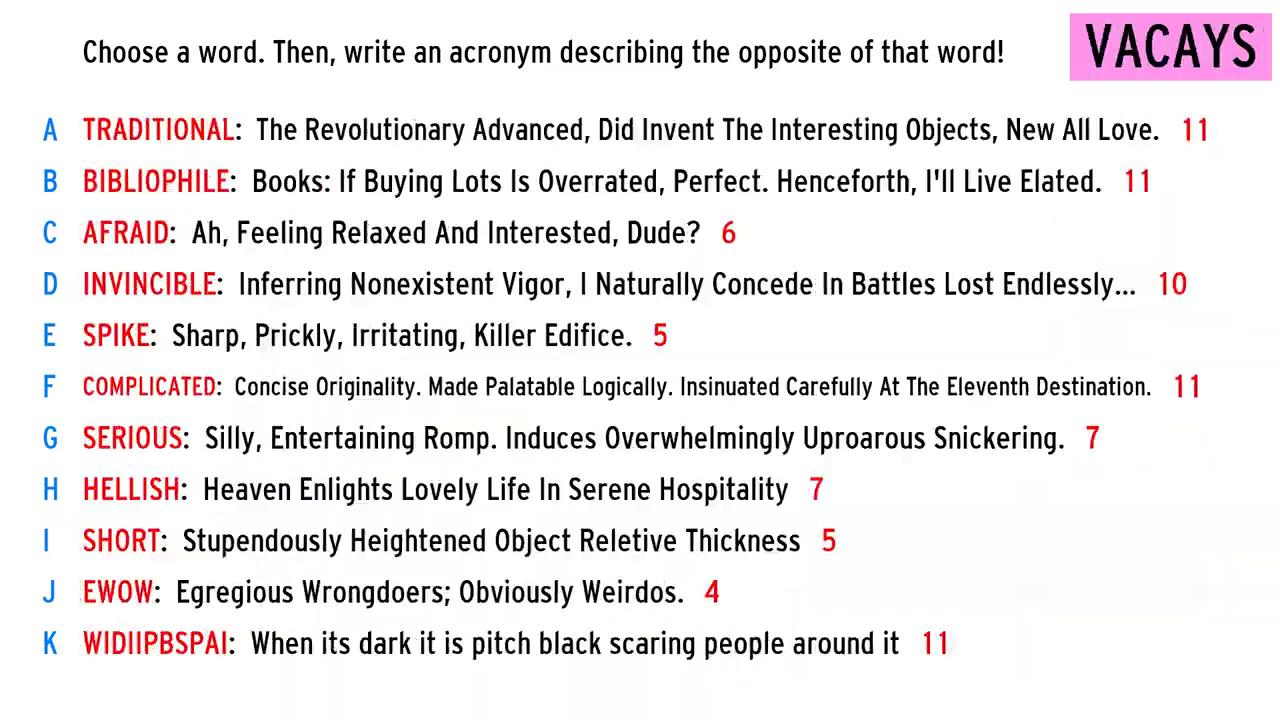 Choose a word. Then, write an acronym describing the opposite of that word!
VACAYS
A TRADITIONAL: The Revolutionary Advanced, Did Invent The Interesting Objects, New All Love. 11
B BIBLIOPHILE: Books: If Buying Lots Is Overrated, Perfect. Henceforth, I'll Live Elated. 11
C AFRAID: Ah, Feeling Relaxed And Interested, Dude? 6
D INVINCIBLE: Inferring Nonexistent Vigor, I Naturally Concede In Battles Lost Endlessly... 10
E SPIKE: Sharp, Prickly, Irritating, Killer Edifice. 5
F COMPLICATED: Concise Originality. Made Palatable Logically. Insinuated Carefully At The Eleventh Destination. 11
G SERIOUS: Silly, Entertaining Romp. Induces Overwhelmingly Uproarous Snickering. 7
H HELLISH: Heaven Enlights Lovely Life In Serene Hospitality 7
I SHORT: Stupendously Heightened Object Reletive Thickness 5
J EWOW: Egregious Wrongdoers; Obviously Weirdos. 4
K WIDIIPBSPAI: When its dark it is pitch black scaring people around it 11